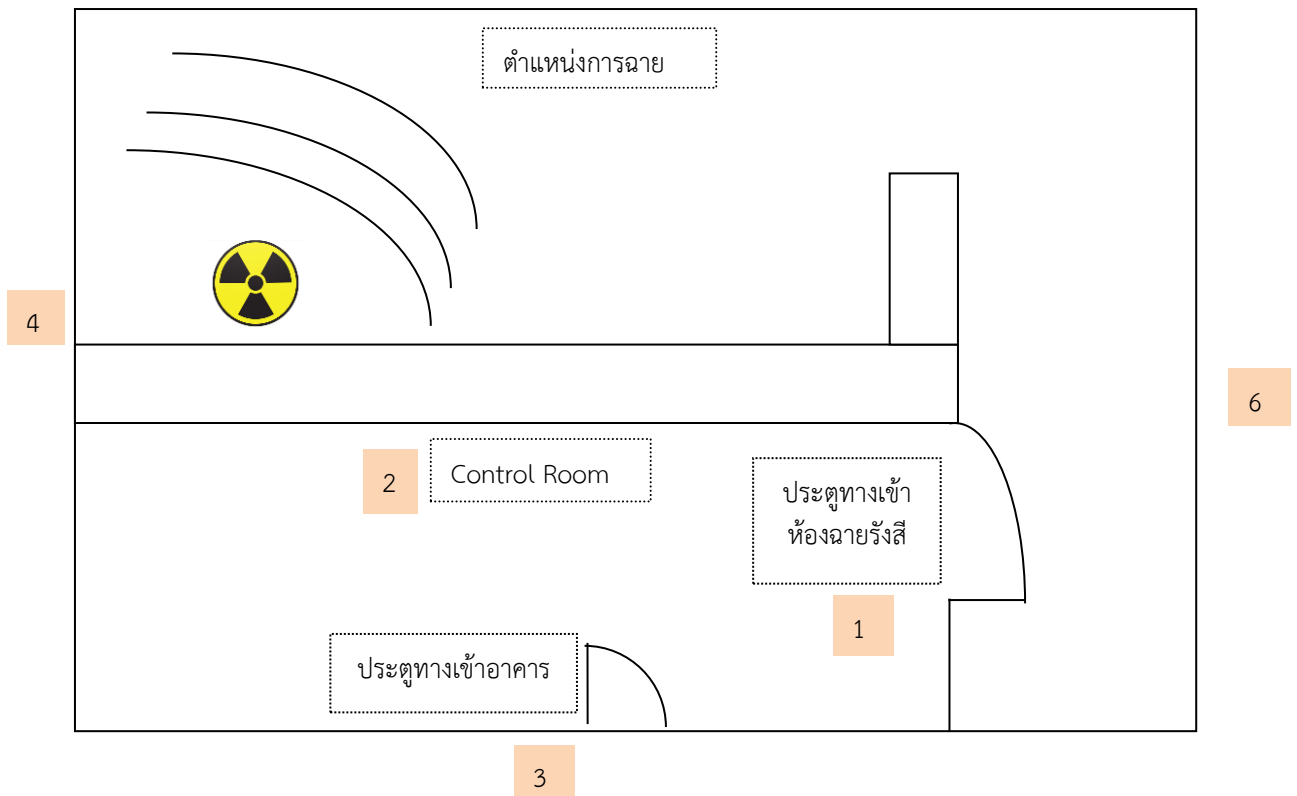 ตำแหน่งการฉาย
4
6
2
Control Room
ประตูทางเข้า
ห้องฉายรังสี
1
ประตูทางเข้าอาคาร
3